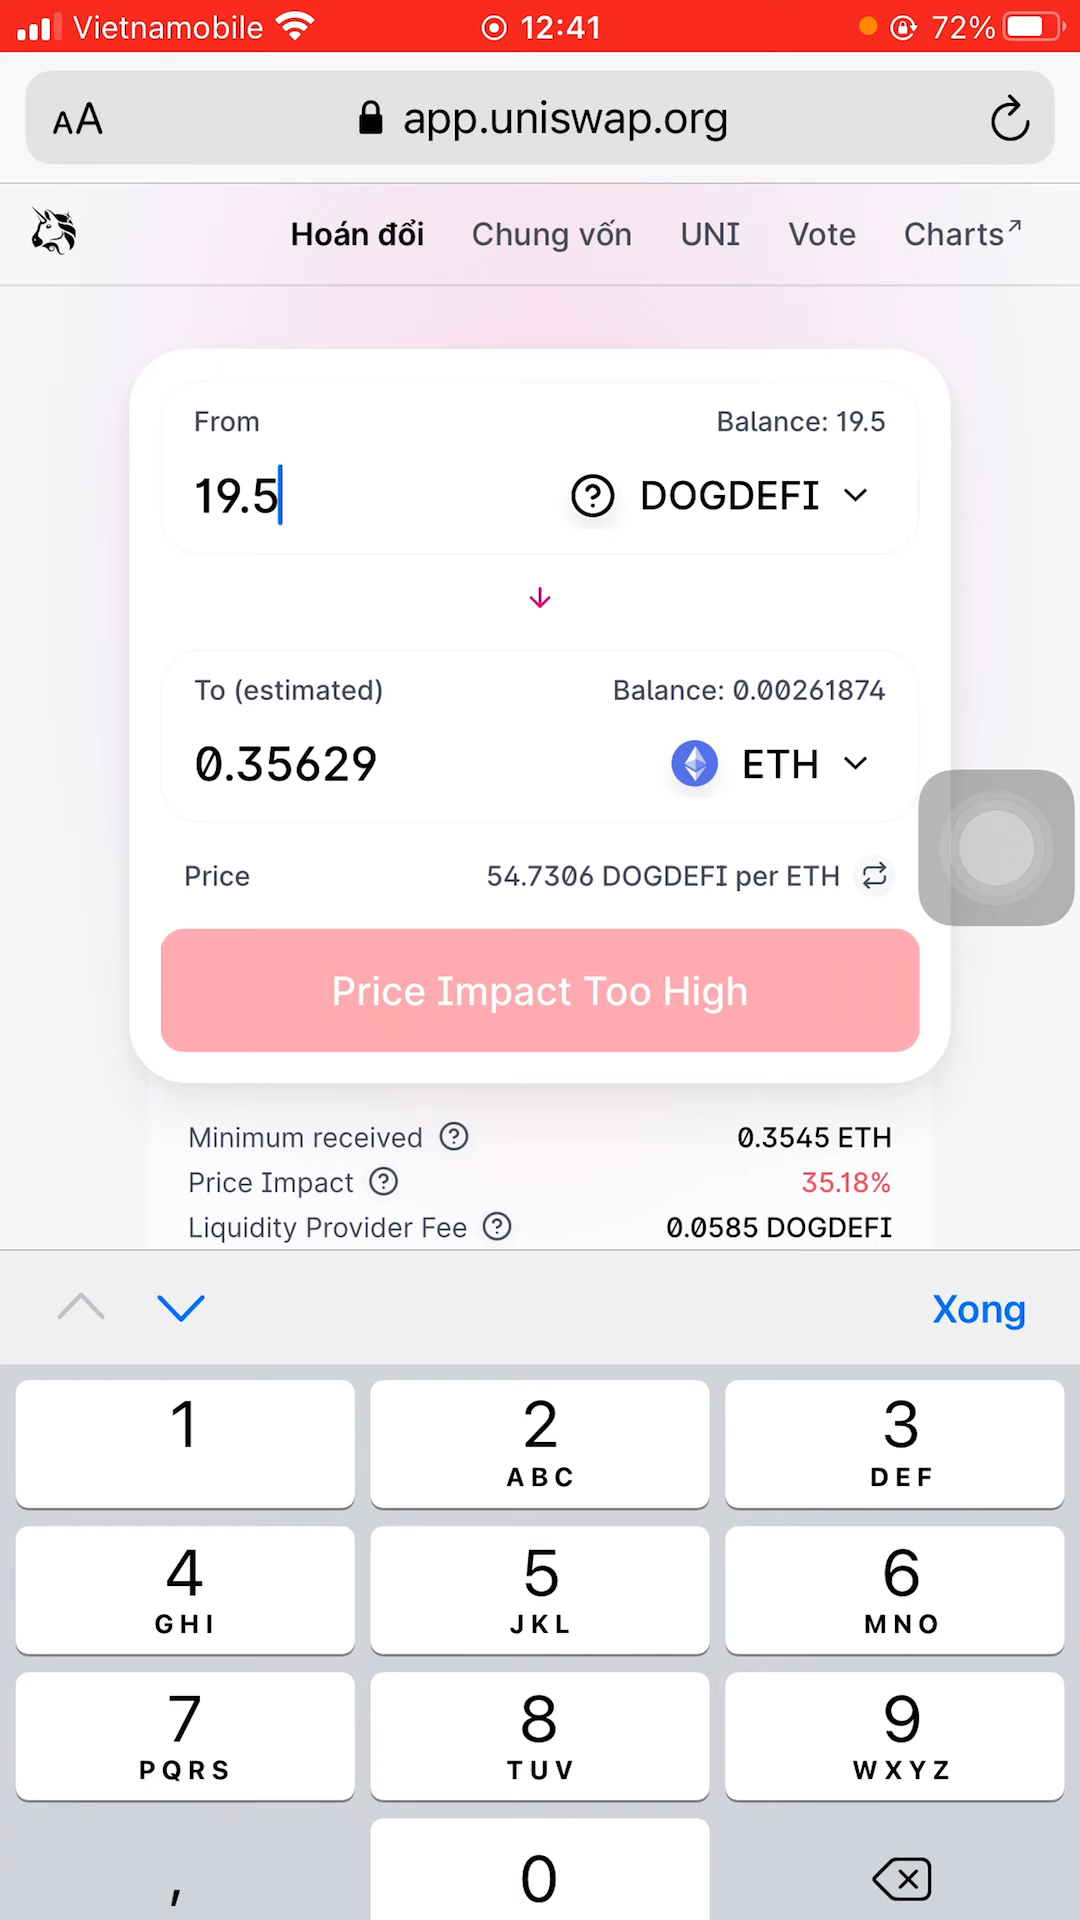 Vietnamobile 12:41 72%
AA app.uniswap.org
Hoán đổi Chung vốn UNI Vote Charts↗
From Balance: 19.5
19.5 ? DOGDEFI
↓
To (estimated) Balance: 0.00261874
0.35629 ETH
Price 54.7306 DOGDEFI per ETH
Price Impact Too High
Minimum received ? 0.3545 ETH
Price Impact ? 35.18%
Liquidity Provider Fee ? 0.0585 DOGDEFI
Xong
1 2 3
ABC DEF
4 5 6
GHI JKL MNO
7 8 9
PQRS TUV WXYZ
, 0